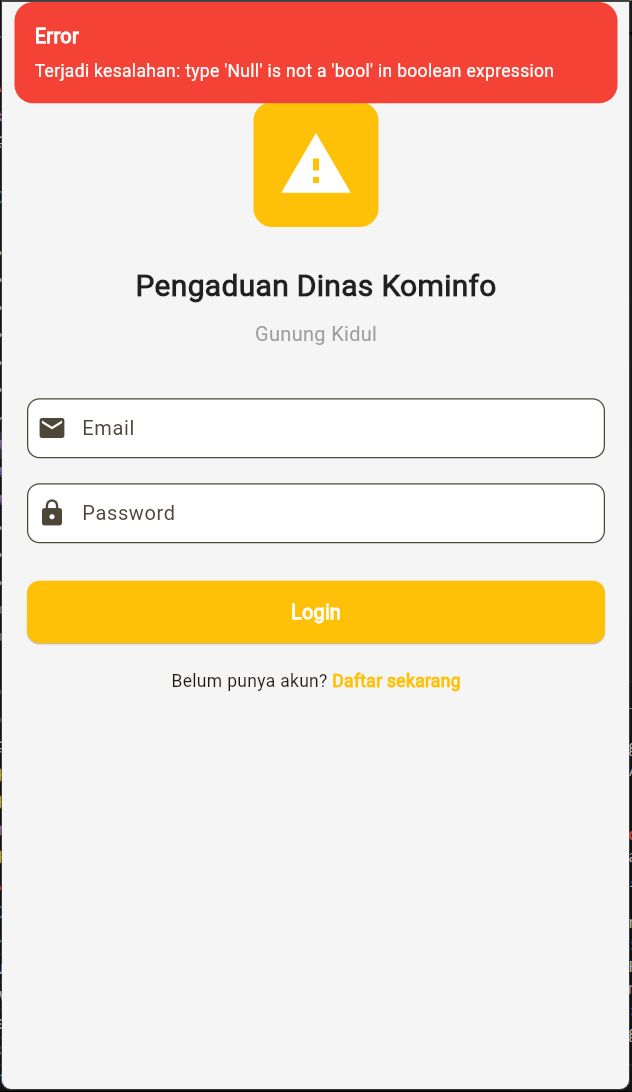 Error
Terjadi kesalahan: type 'Null' is not a 'bool' in boolean expression
Pengaduan Dinas Kominfo
Gunung Kidul
Email
Password
Login
Belum punya akun? Daftar sekarang